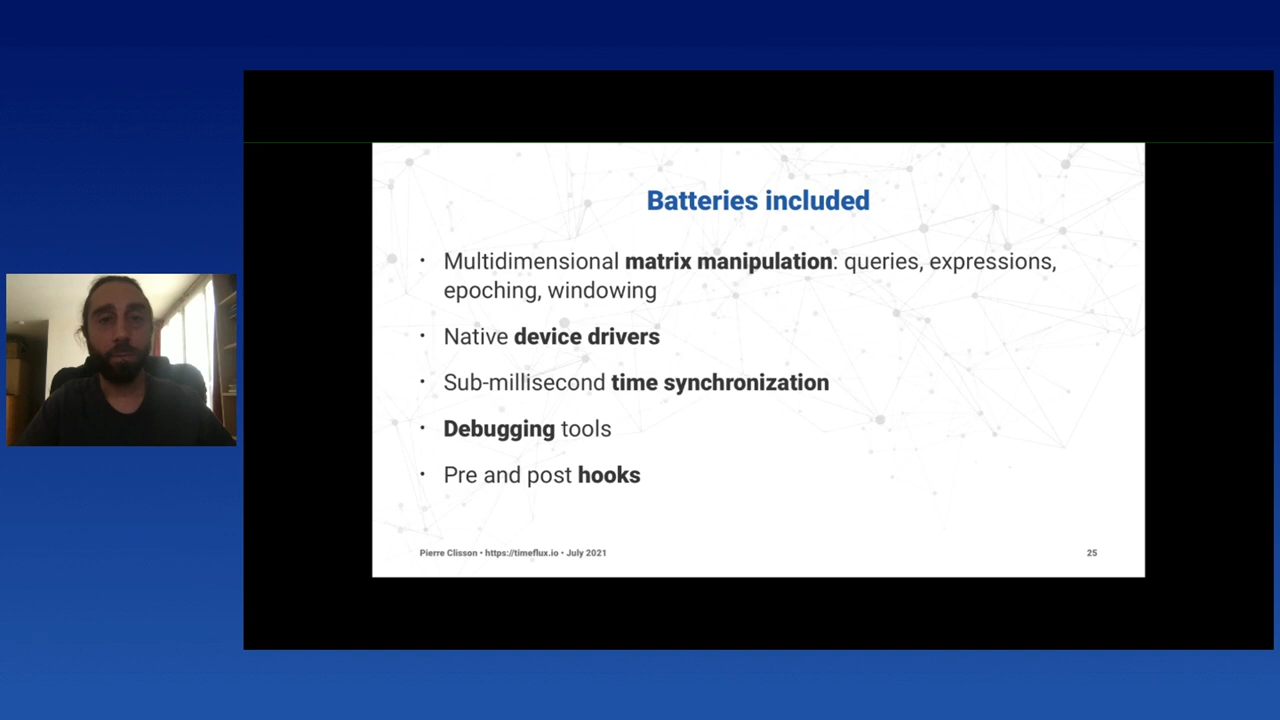 Batteries included
• Multidimensional matrix manipulation: queries, expressions,
epoching, windowing
• Native device drivers
• Sub-millisecond time synchronization
• Debugging tools
• Pre and post hooks
Pierre Clisson • https://timeflux.io • July 2021
25